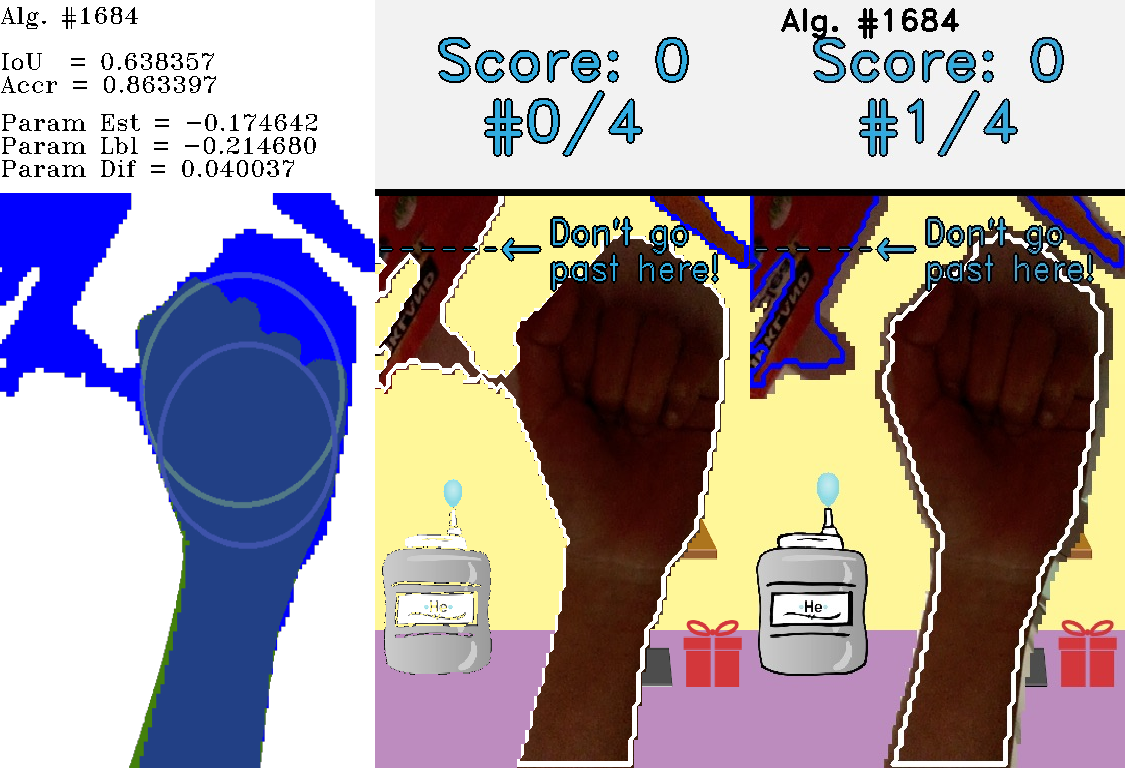 Alg. #1684
IoU = 0.638357
Accr = 0.863397
Param Est = −0.174642
Param Lbl = −0.214680
Param Dif = 0.040037
Score: 0
#0/4
Don't go
past here!
He
Alg. #1684
Score: 0
#1/4
Don't go
past here!
He